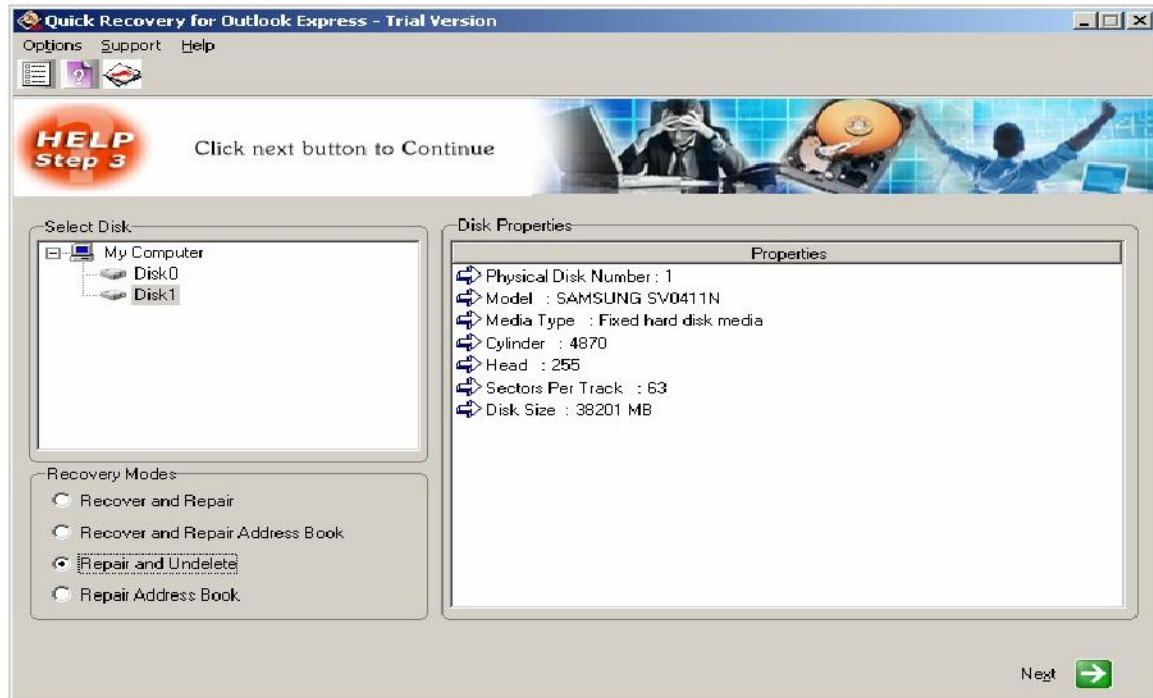 Quick Recovery for Outlook Express - Trial Version
Options Support Help
HELP
Step 3
Click next button to Continue
Select Disk
My Computer
Disk0
Disk1
Recovery Modes
Recover and Repair
Recover and Repair Address Book
Repair and Undelete
Repair Address Book
Disk Properties
Properties
Physical Disk Number : 1
Model : SAMSUNG SV0411N
Media Type : Fixed hard disk media
Cylinder : 4870
Head : 255
Sectors Per Track : 63
Disk Size : 38201 MB
Next